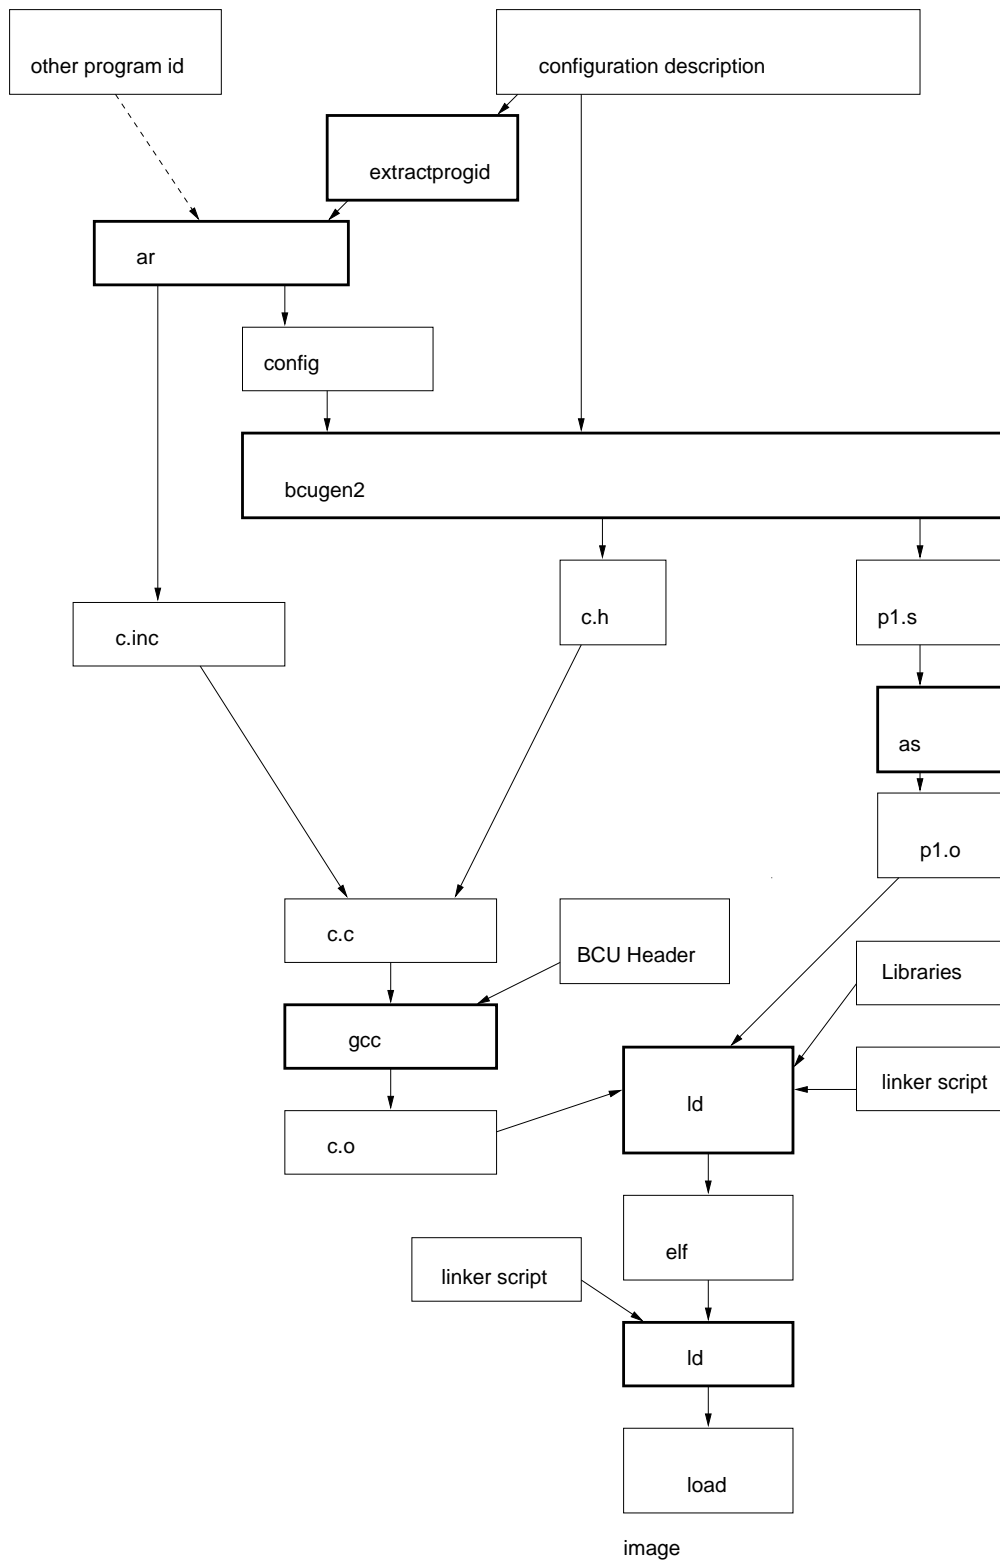 other program id
configuration description
extractprogid
ar
config
bcugen2
c.h
p1.s
c.inc
as
p1.o
c.c
BCU Header
Libraries
gcc
linker script
ld
c.o
elf
linker script
ld
load
image